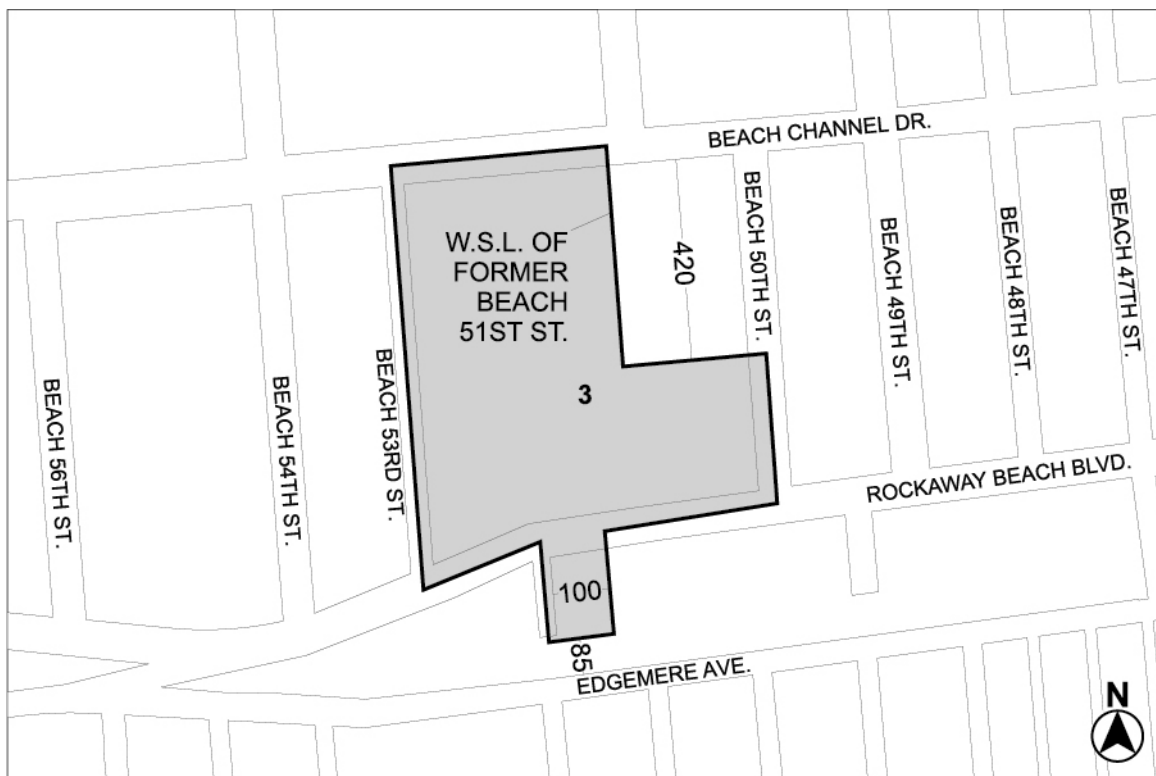 BEACH CHANNEL DR.
W.S.L. OF
FORMER
BEACH
51ST ST.
420
BEACH 50TH ST.
BEACH 49TH ST.
BEACH 48TH ST.
BEACH 47TH ST.
BEACH 56TH ST.
BEACH 54TH ST.
BEACH 53RD ST.
3
ROCKAWAY BEACH BLVD.
100
85
EDGEMERE AVE.
N